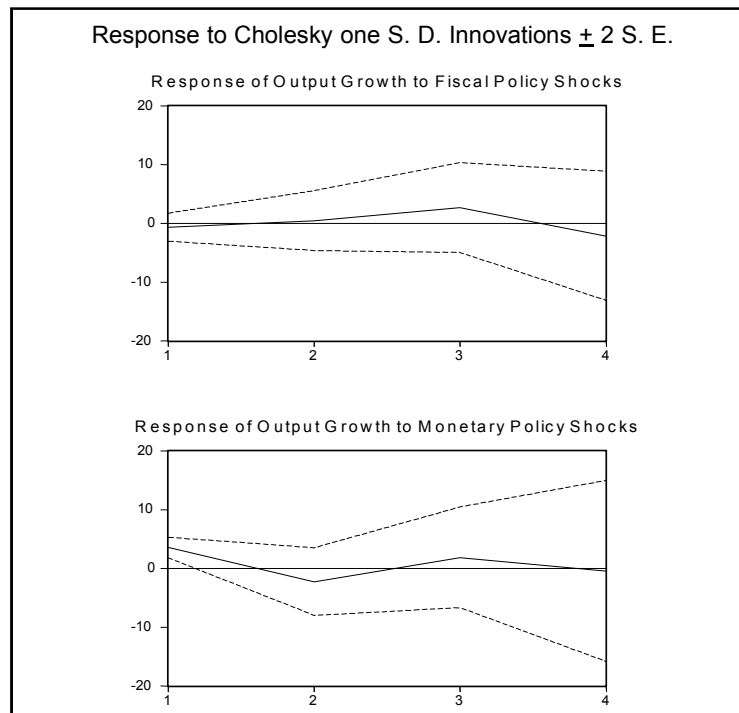 Response to Cholesky one S. D. Innovations ± 2 S. E.
Response of Output Growth to Fiscal Policy Shocks
20
10
0
-10
-20
1 2 3 4
Response of Output Growth to Monetary Policy Shocks
20
10
0
-10
-20
1 2 3 4